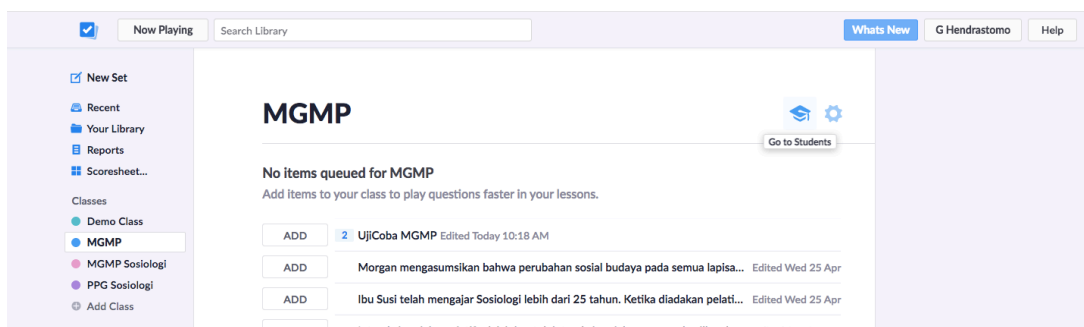 Now Playing
Search Library
Whats New
G Hendrastomo
Help
New Set
Recent
Your Library
Reports
Scoresheet...
Classes
Demo Class
MGMP
MGMP Sosiologi
PPG Sosiologi
Add Class
MGMP
Go to Students
No items queued for MGMP
Add items to your class to play questions faster in your lessons.
ADD 2 UjiCoba MGMP Edited Today 10:18 AM
ADD Morgan mengasumsikan bahwa perubahan sosial budaya pada semua lapisa... Edited Wed 25 Apr
ADD Ibu Susi telah mengajar Sosiologi lebih dari 25 tahun. Ketika diadakan pelati... Edited Wed 25 Apr